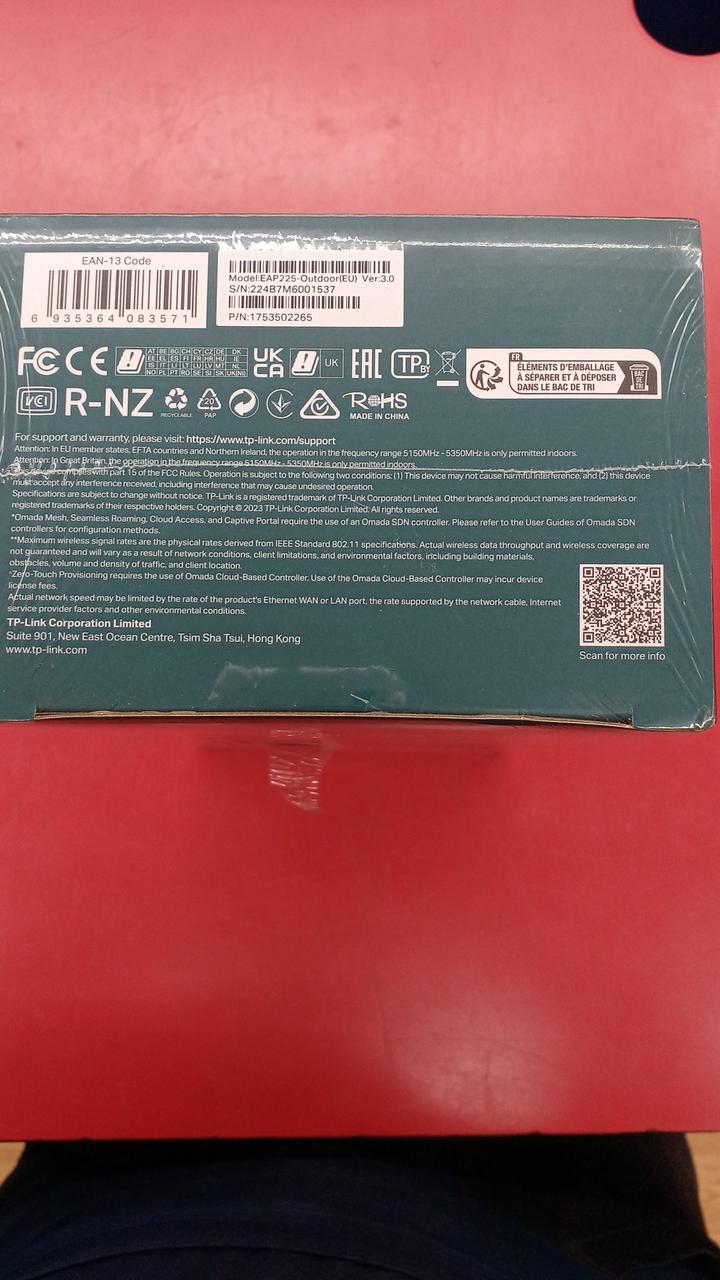 EAN-13 Code
6 935364 083571
Model:EAP225-Outdoor(EU) Ver:3.0
S/N:224B7M6001537
P/N:1753502265
FC CE
AT BE BG CH CY CZ DE DK
EE EL ES FI FR HR HU IE
IS IT LI LT LU LV MT NL
NO PL PT RO SE SI SK UK(NI)
UK CA
UK
EAC
TP BY
FR
ÉLÉMENTS D'EMBALLAGE
À SÉPARER ET À DÉPOSER
DANS LE BAC DE TRI
BAC DE TRI
VCI
R-NZ
RECYCLABLE
20
PAP
RoHS
MADE IN CHINA
For support and warranty, please visit: https://www.tp-link.com/support
Attention: In EU member states, EFTA countries and Northern Ireland, the operation in the frequency range 5150MHz - 5350MHz is only permitted indoors.
Attention: In Great Britain, the operation in the frequency range 5150MHz - 5350MHz is only permitted indoors.
complies with part 15 of the FCC Rules. Operation is subject to the following two conditions: (1) This device may not cause harmful interference, and (2) this device
must accept any interference received, including interference that may cause undesired operation.
Specifications are subject to change without notice. TP-Link is a registered trademark of TP-Link Corporation Limited. Other brands and product names are trademarks or
registered trademarks of their respective holders. Copyright © 2023 TP-Link Corporation Limited. All rights reserved.
*Omada Mesh, Seamless Roaming, Cloud Access, and Captive Portal require the use of an Omada SDN controller. Please refer to the User Guides of Omada SDN
controllers for configuration methods.
**Maximum wireless signal rates are the physical rates derived from IEEE Standard 802.11 specifications. Actual wireless data throughput and wireless coverage are
not guaranteed and will vary as a result of network conditions, client limitations, and environmental factors, including building materials,
obstacles, volume and density of traffic, and client location.
Zero-Touch Provisioning requires the use of Omada Cloud-Based Controller. Use of the Omada Cloud-Based Controller may incur device
license fees.
Actual network speed may be limited by the rate of the product's Ethernet WAN or LAN port, the rate supported by the network cable, Internet
service provider factors and other environmental conditions.
TP-Link Corporation Limited
Suite 901, New East Ocean Centre, Tsim Sha Tsui, Hong Kong
www.tp-link.com
Scan for more info